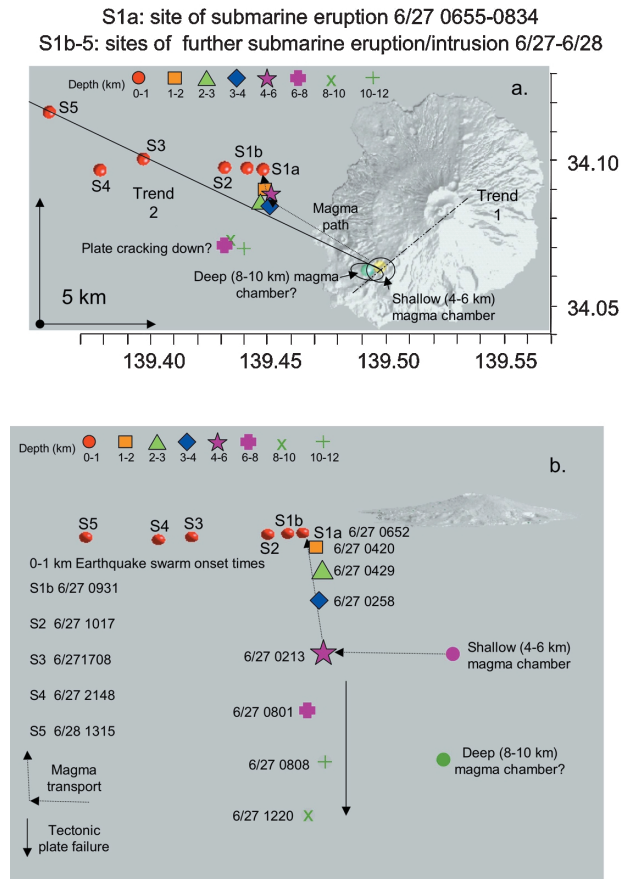 S1a: site of submarine eruption 6/27 0655-0834
S1b-5: sites of further submarine eruption/intrusion 6/27-6/28
Depth (km)
0-1 1-2 2-3 3-4 4-6 6-8 8-10 10-12
a.
S5
S3
S1b
S1a
S4
S2
Trend
2
Trend
1
Magma
path
Plate cracking down?
Deep (8-10 km) magma
chamber?
Shallow (4-6 km)
magma chamber
5 km
34.10
34.05
139.40 139.45 139.50 139.55
Depth (km)
0-1 1-2 2-3 3-4 4-6 6-8 8-10 10-12
b.
S5 S4 S3 S2 S1b S1a 6/27 0652
6/27 0420
0-1 km Earthquake swarm onset times
6/27 0429
S1b 6/27 0931
6/27 0258
S2 6/27 1017
6/27 0213
Shallow (4-6 km)
magma chamber
S3 6/271708
S4 6/27 2148
6/27 0801
S5 6/28 1315
6/27 0808
Deep (8-10 km)
magma chamber?
Magma
transport
6/27 1220
Tectonic
plate failure